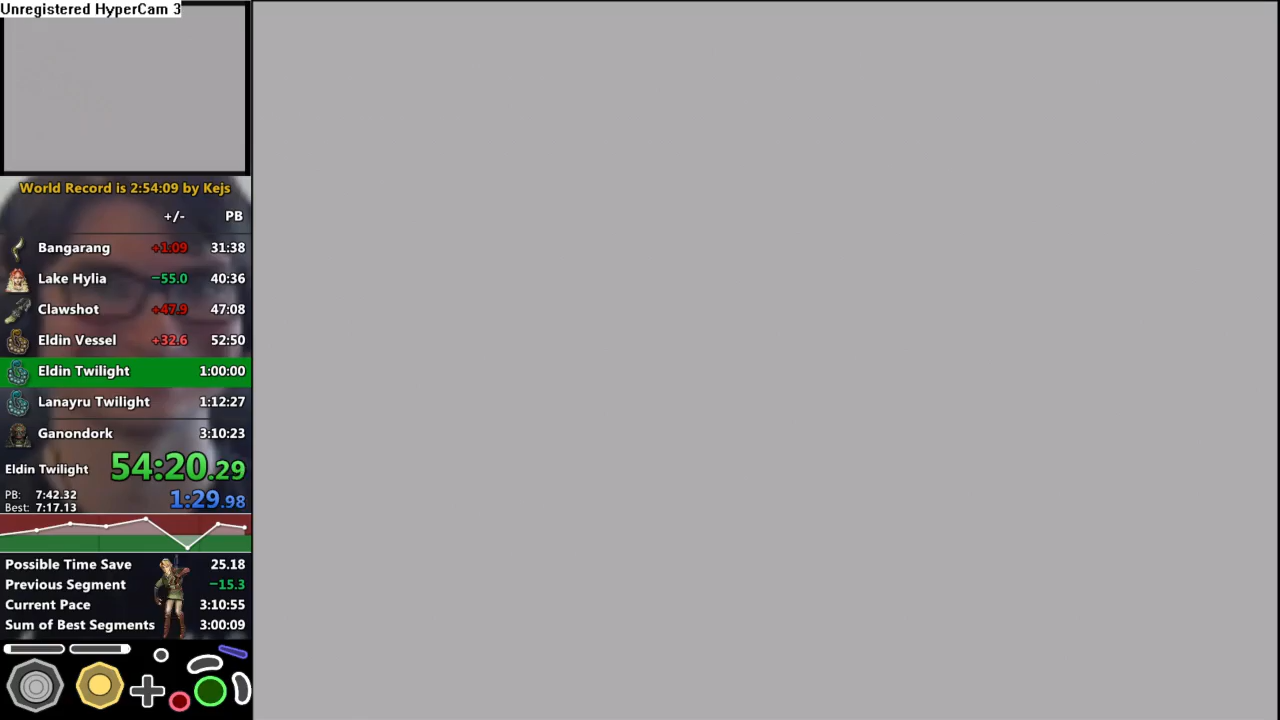 Unregistered HyperCam 3
World Record is 2:54:09 by Kejs
+/- PB
Bangarang +1:09 31:38
Lake Hylia −55.0 40:36
Clawshot +47.9 47:08
Eldin Vessel +32.6 52:50
Eldin Twilight 1:00:00
Lanayru Twilight 1:12:27
Ganondork 3:10:23
Eldin Twilight 54:20.29
PB: 7:42.32
Best: 7:17.13 1:29.98
Possible Time Save 25.18
Previous Segment −15.3
Current Pace 3:10:55
Sum of Best Segments 3:00:09